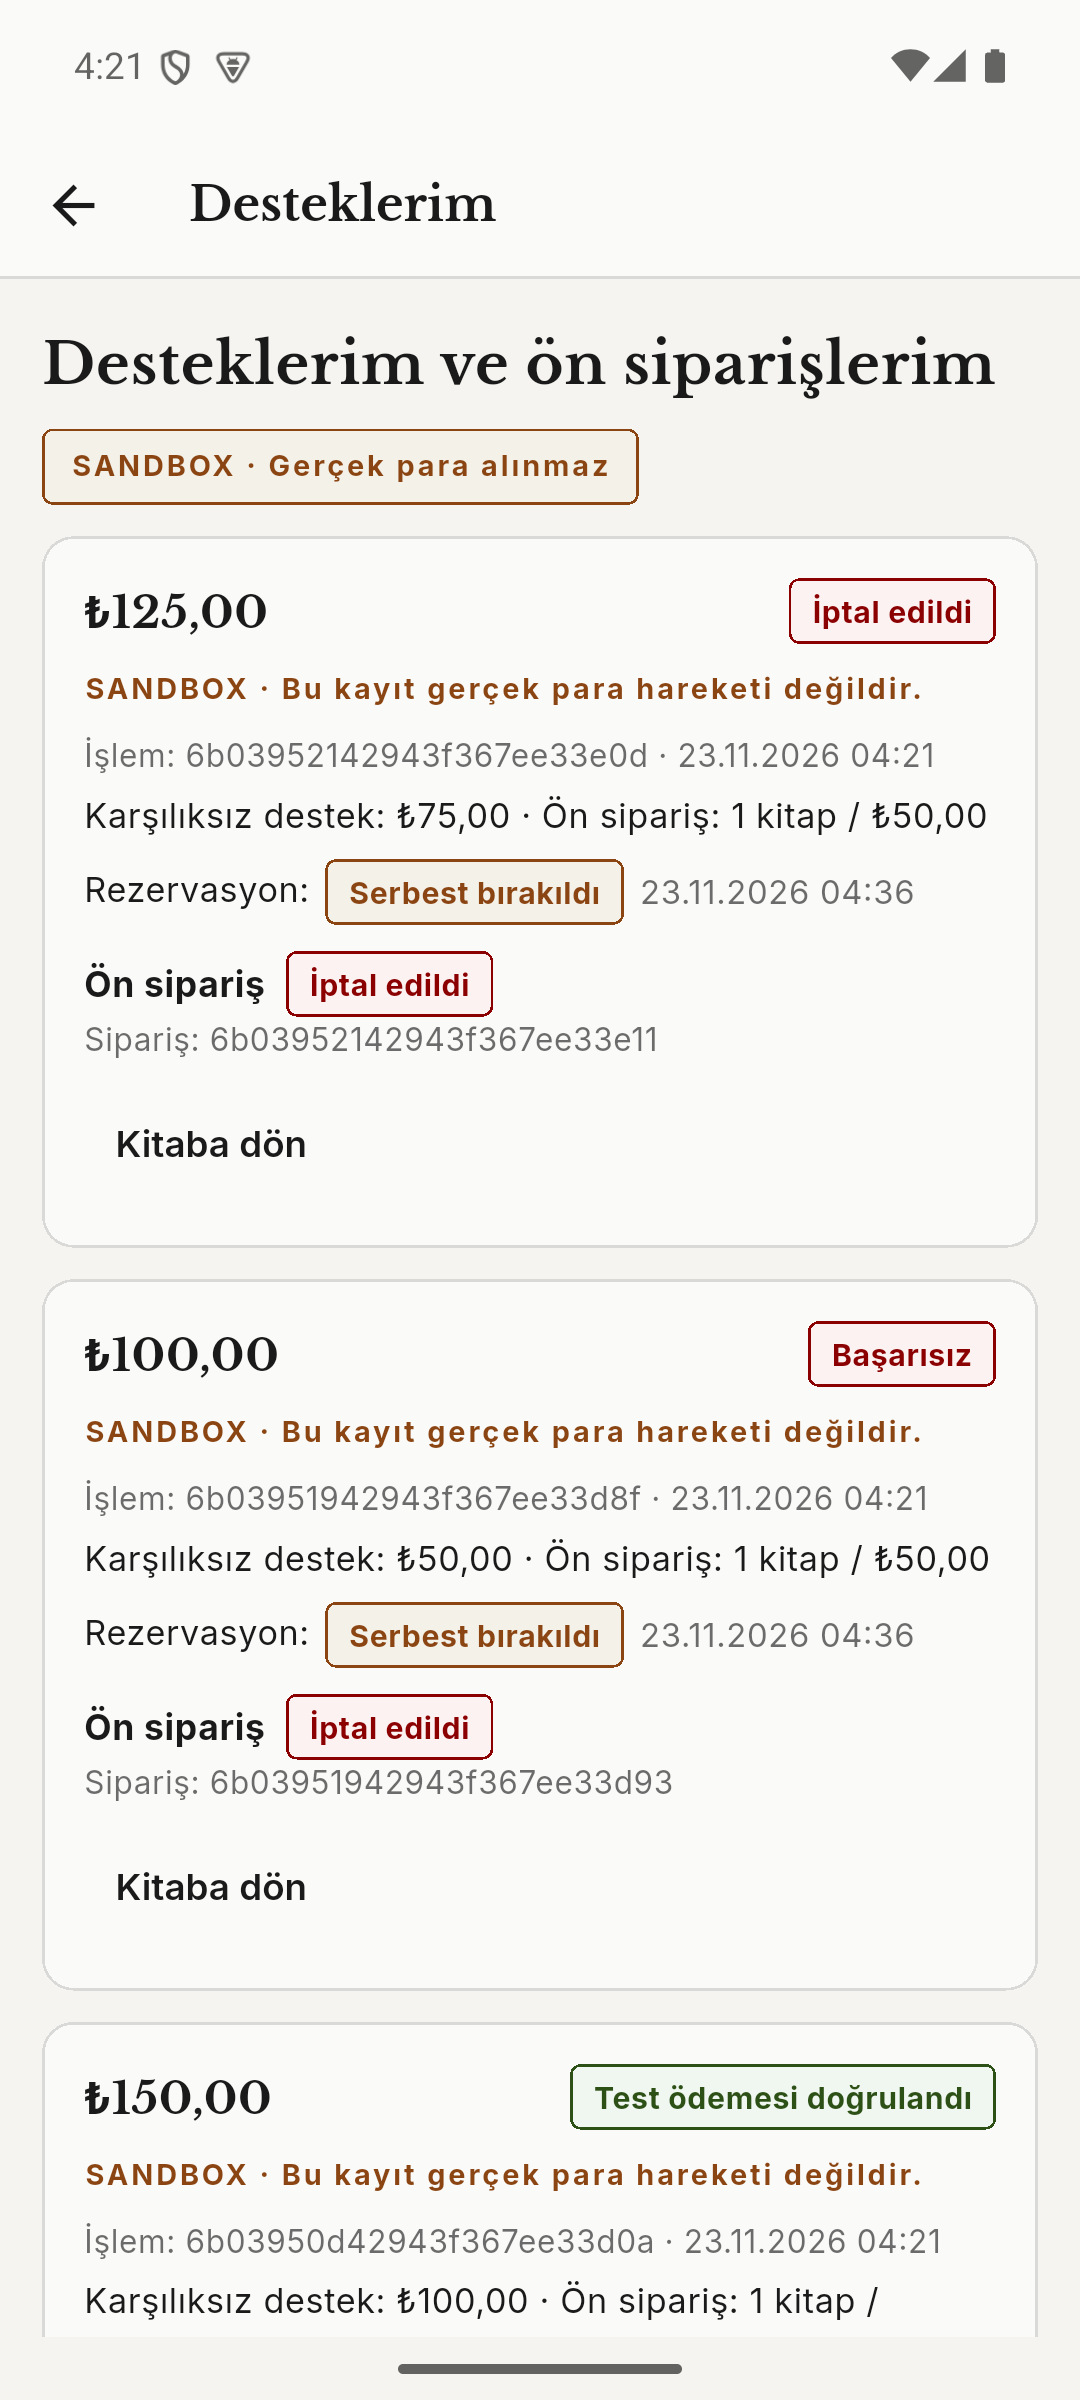 4:21
Desteklerim
Desteklerim ve ön siparişlerim
SANDBOX · Gerçek para alınmaz
₺125,00
İptal edildi
SANDBOX · Bu kayıt gerçek para hareketi değildir.
İşlem: 6b03952142943f367ee33e0d · 23.11.2026 04:21
Karşılıksız destek: ₺75,00 · Ön sipariş: 1 kitap / ₺50,00
Rezervasyon: Serbest bırakıldı 23.11.2026 04:36
Ön sipariş İptal edildi
Sipariş: 6b03952142943f367ee33e11
Kitaba dön
₺100,00
Başarısız
SANDBOX · Bu kayıt gerçek para hareketi değildir.
İşlem: 6b03951942943f367ee33d8f · 23.11.2026 04:21
Karşılıksız destek: ₺50,00 · Ön sipariş: 1 kitap / ₺50,00
Rezervasyon: Serbest bırakıldı 23.11.2026 04:36
Ön sipariş İptal edildi
Sipariş: 6b03951942943f367ee33d93
Kitaba dön
₺150,00
Test ödemesi doğrulandı
SANDBOX · Bu kayıt gerçek para hareketi değildir.
İşlem: 6b03950d42943f367ee33d0a · 23.11.2026 04:21
Karşılıksız destek: ₺100,00 · Ön sipariş: 1 kitap /